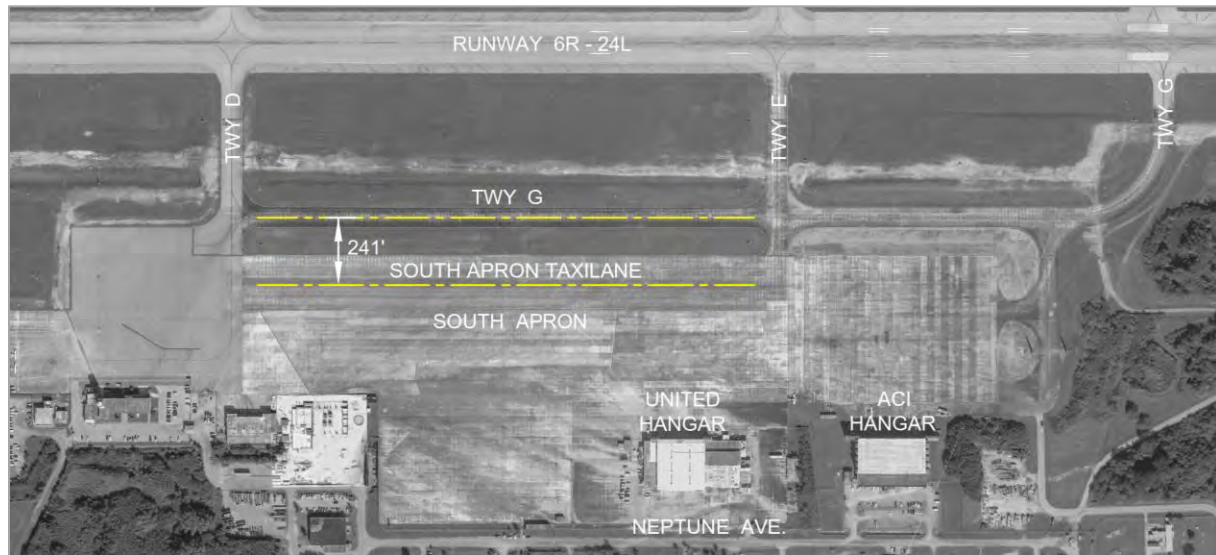 RUNWAY 6R - 24L
TWY D
TWY E
TWY G
TWY G
241'
SOUTH APRON TAXILANE
SOUTH APRON
UNITED
HANGAR
ACI
HANGAR
NEPTUNE AVE.